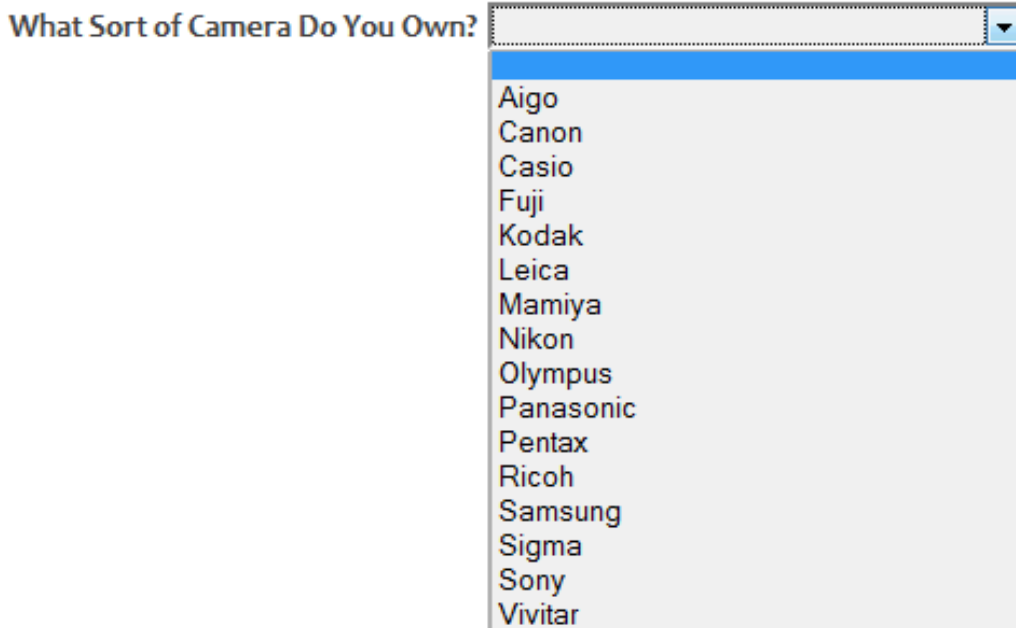 What Sort of Camera Do You Own?
Aigo
Canon
Casio
Fuji
Kodak
Leica
Mamiya
Nikon
Olympus
Panasonic
Pentax
Ricoh
Samsung
Sigma
Sony
Vivitar